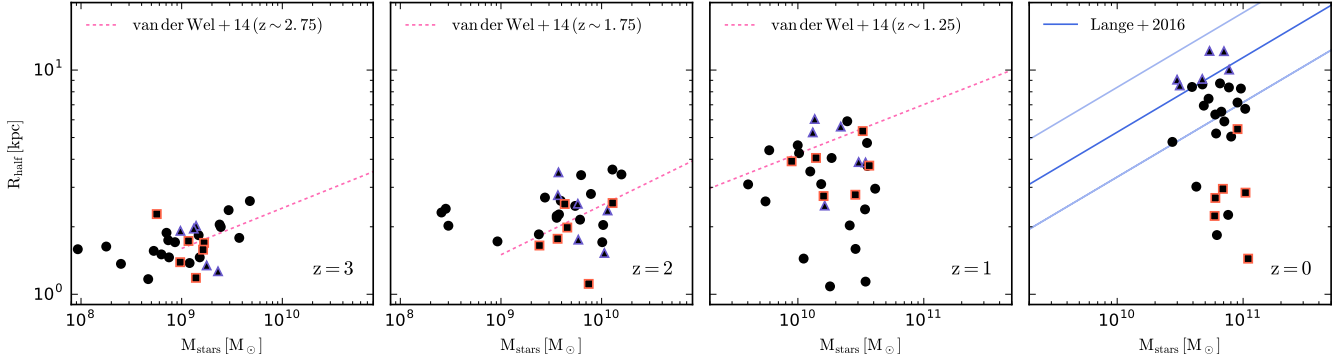 van der Wel + 14 (z ∼ 2.75)
van der Wel + 14 (z ∼ 1.75)
van der Wel + 14 (z ∼ 1.25)
Lange + 2016
10¹
10⁰
R_half [kpc]
z = 3
z = 2
z = 1
z = 0
10⁸ 10⁹ 10¹⁰
10⁸ 10⁹ 10¹⁰
10¹⁰ 10¹¹
10¹⁰ 10¹¹
M_stars [M_⊙]
M_stars [M_⊙]
M_stars [M_⊙]
M_stars [M_⊙]